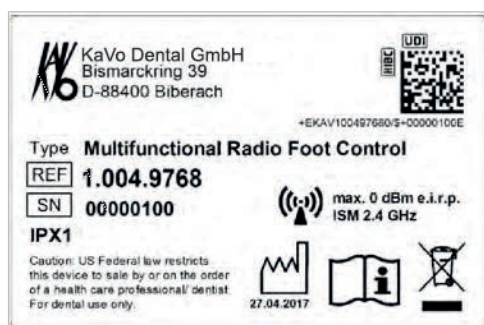 KaVo
KaVo Dental GmbH
Bismarckring 39
D-88400 Biberach
UDI
HIBC
+EKAV100497680/$+00000100E
Type Multifunctional Radio Foot Control
REF 1.004.9768
SN 00000100
max. 0 dBm e.i.r.p.
ISM 2.4 GHz
IPX1
Caution: US Federal law restricts
this device to sale by or on the order
of a health care professional/ dentist
For dental use only.
27.04.2017
i